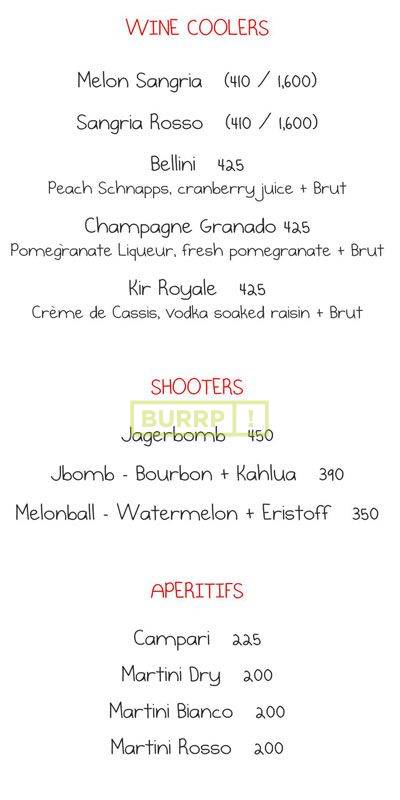 WINE COOLERS
Melon Sangria (410 / 1,600)
Sangria Rosso (410 / 1,600)
Bellini 425
Peach Schnapps, cranberry juice + Brut
Champagne Granado 425
Pomegranate Liqueur, fresh pomegranate + Brut
Kir Royale 425
Crème de Cassis, vodka soaked raisin + Brut
SHOOTERS
BURRP!
Jagerbomb 450
Jbomb - Bourbon + Kahlua 390
Melonball - Watermelon + Eristoff 350
APERITIFS
Campari 225
Martini Dry 200
Martini Bianco 200
Martini Rosso 200